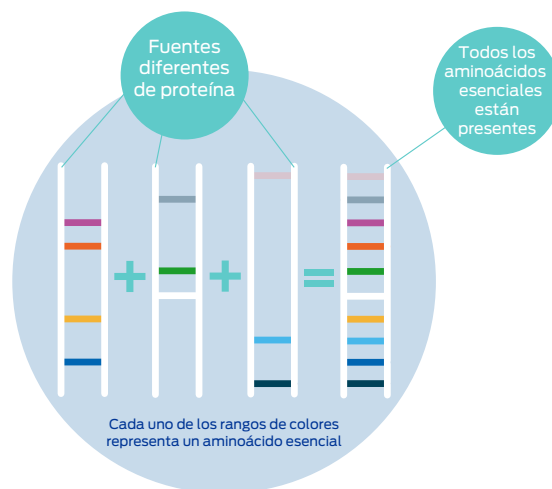 Fuentes
diferentes
de proteína
Todos los
aminoácidos
esenciales
están
presentes
Cada uno de los rangos de colores
representa un aminoácido esencial